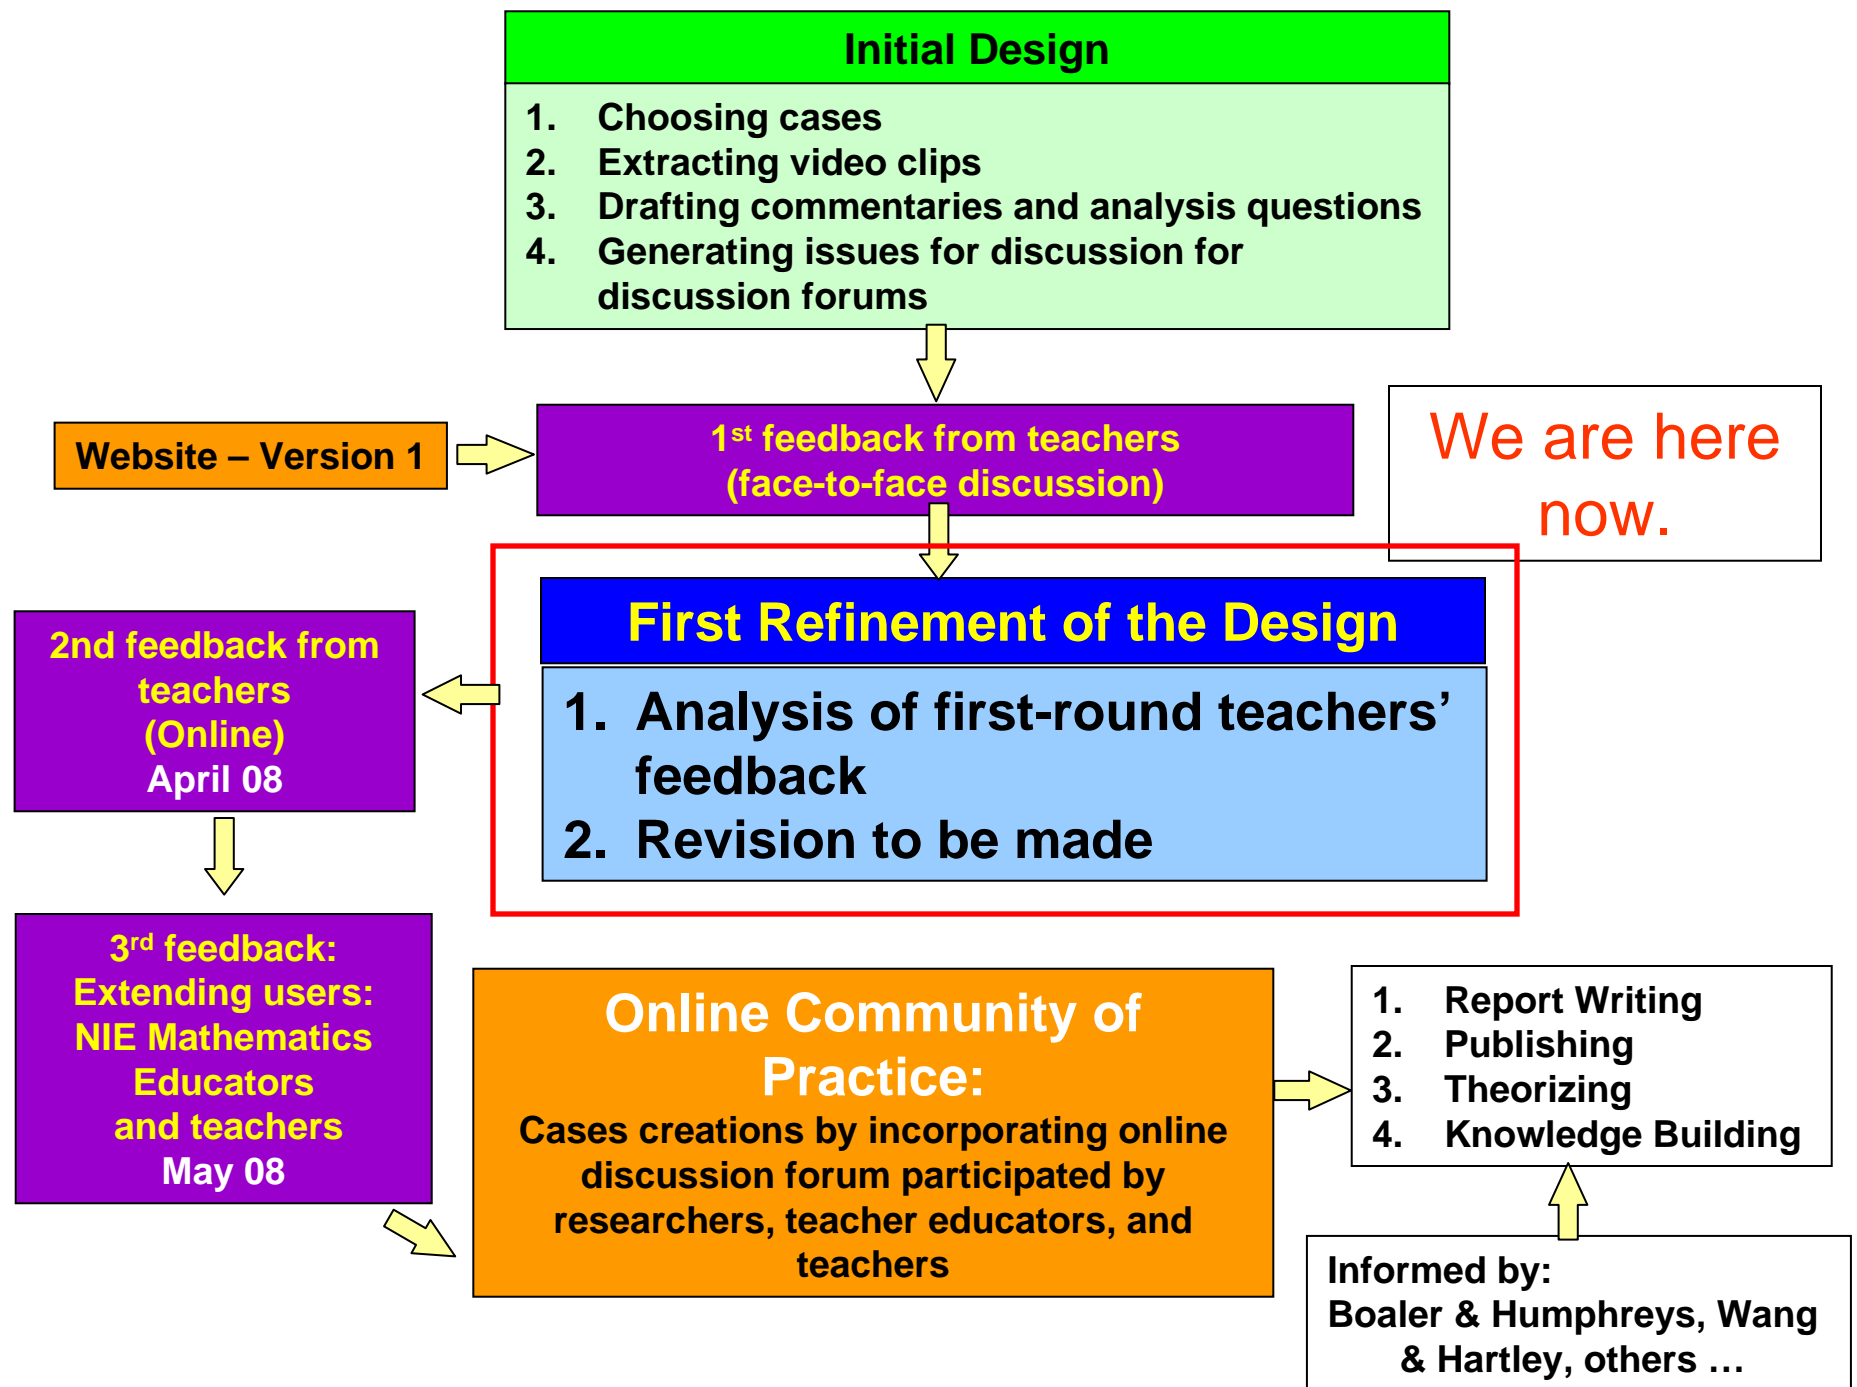 Initial Design
1. Choosing cases
2. Extracting video clips
3. Drafting commentaries and analysis questions
4. Generating issues for discussion for
discussion forums
Website – Version 1
1st feedback from teachers
(face-to-face discussion)
We are here
now.
First Refinement of the Design
1. Analysis of first-round teachers’
feedback
2. Revision to be made
2nd feedback from
teachers
(Online)
April 08
3rd feedback:
Extending users:
NIE Mathematics
Educators
and teachers
May 08
Online Community of
Practice:
Cases creations by incorporating online
discussion forum participated by
researchers, teacher educators, and
teachers
1. Report Writing
2. Publishing
3. Theorizing
4. Knowledge Building
Informed by:
Boaler & Humphreys, Wang
& Hartley, others …